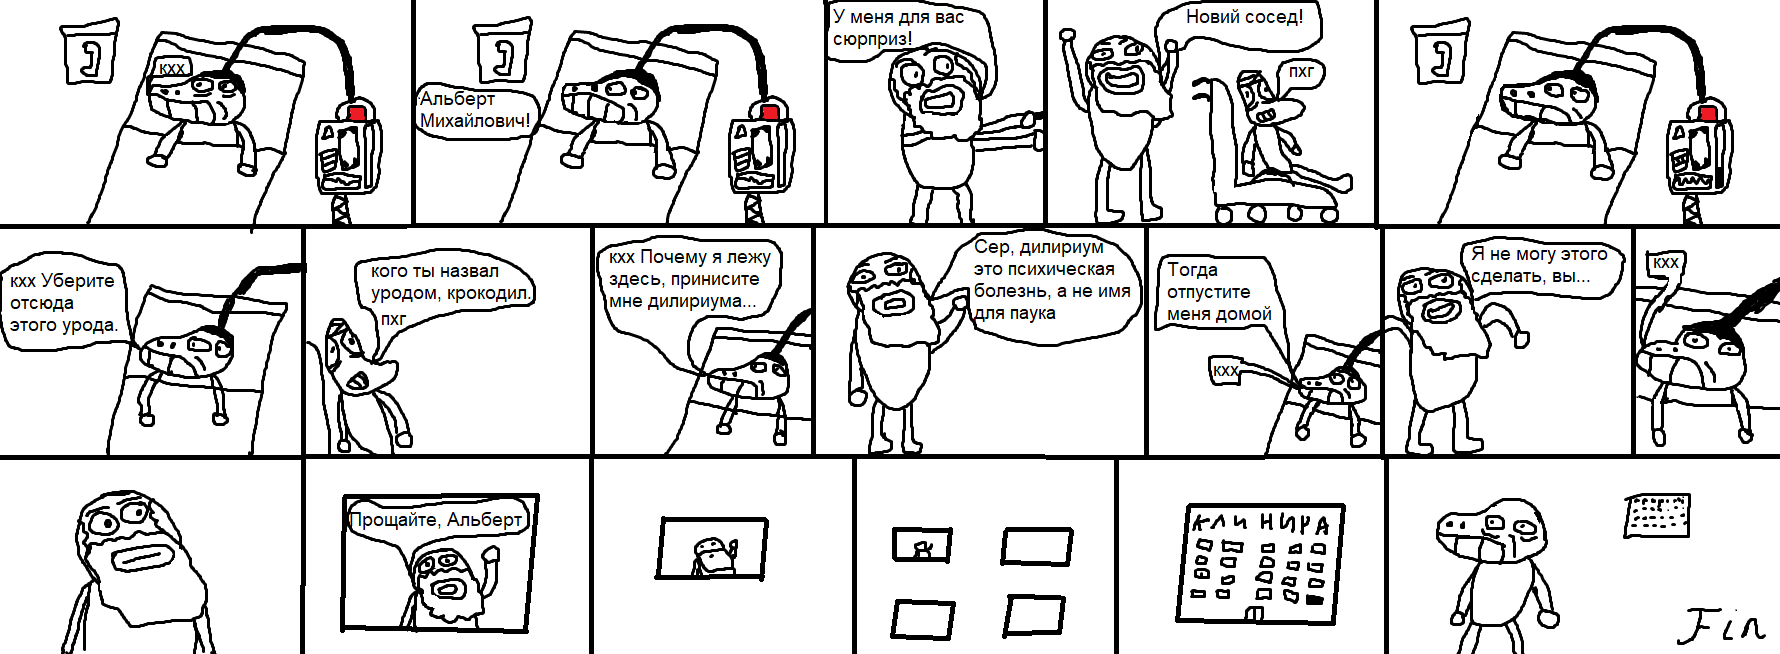 кхх
Альберт
Михайлович!
У меня для вас
сюрприз!
Новий сосед!
пхг
кхх Уберите
отсюда
этого урода.
кого ты назвал
уродом, крокодил.
пхг
кхх Почему я лежу
здесь, принисите
мне дилириума...
Сер, дилириум
это психическая
болезнь, а не имя
для паука
Тогда
отпустите
меня домой
кхх
Я не могу этого
сделать, вы...
кхх
Прощайте, Альберт
КЛИНИРА
Fin